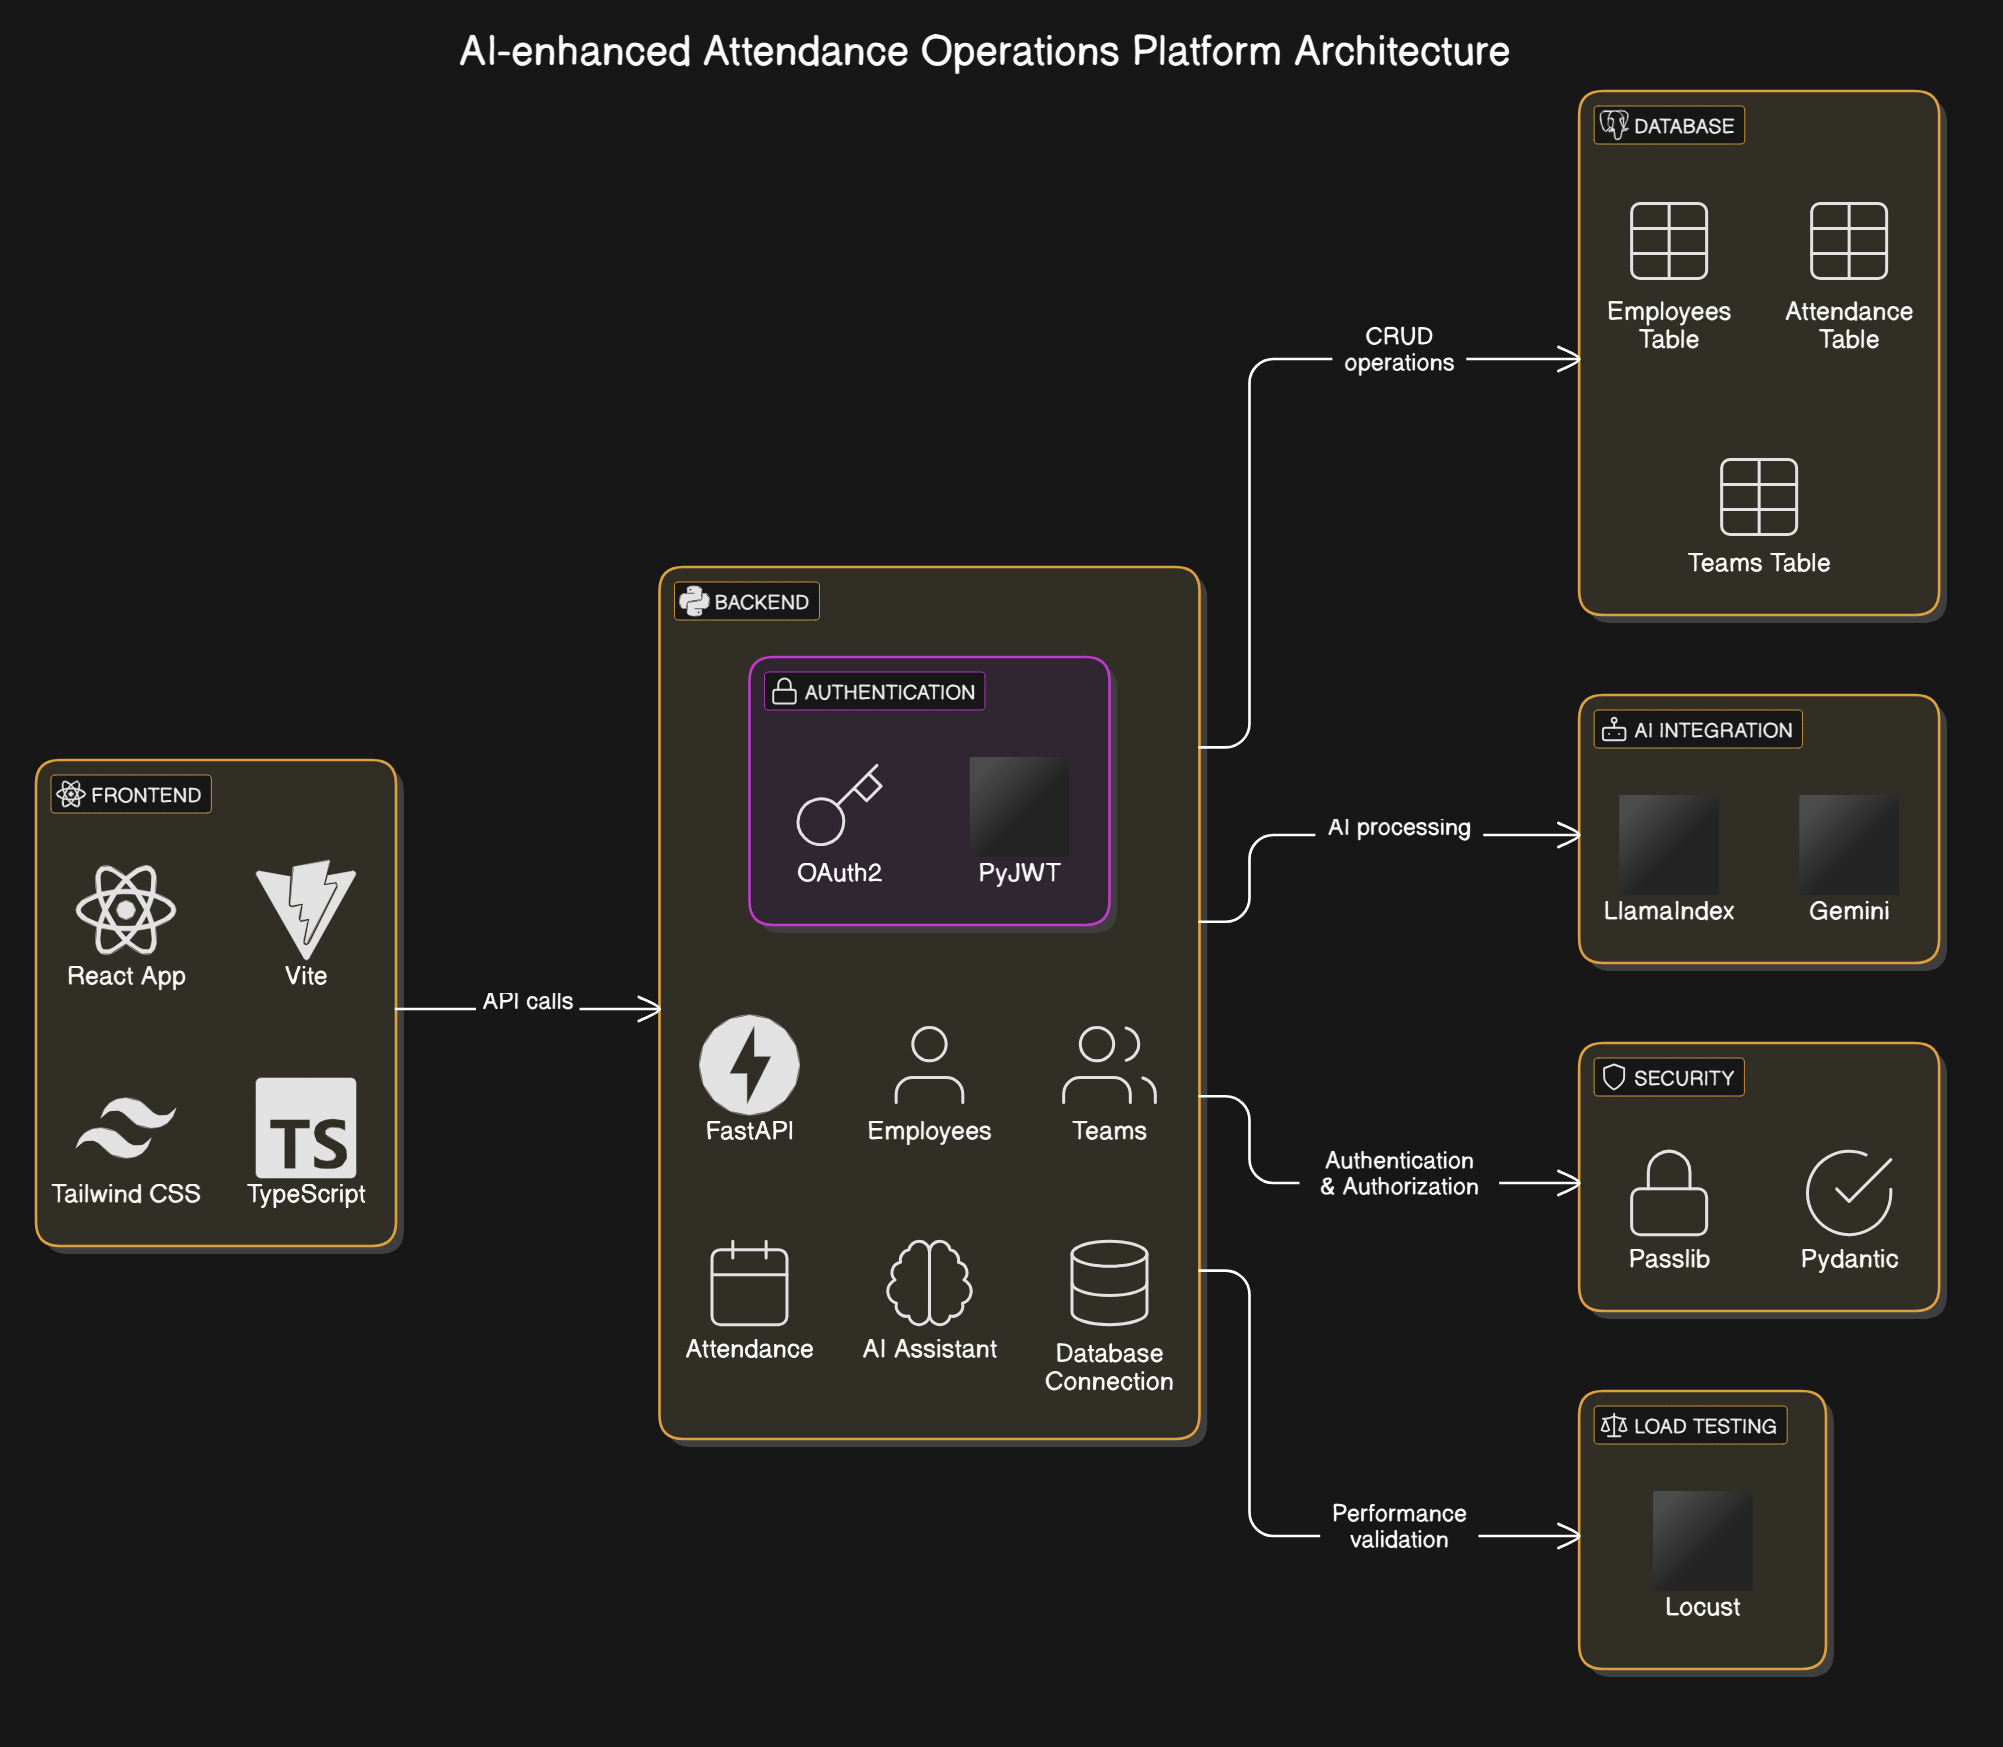 AI-enhanced Attendance Operations Platform Architecture
DATABASE
Employees
Table
Attendance
Table
Teams Table
CRUD
operations
BACKEND
AUTHENTICATION
OAuth2
PyJWT
AI INTEGRATION
LlamaIndex
Gemini
AI processing
FRONTEND
React App
Vite
Tailwind CSS
TS
TypeScript
API calls
FastAPI
Employees
Teams
Attendance
AI Assistant
Database
Connection
Authentication
& Authorization
SECURITY
Passlib
Pydantic
Performance
validation
LOAD TESTING
Locust